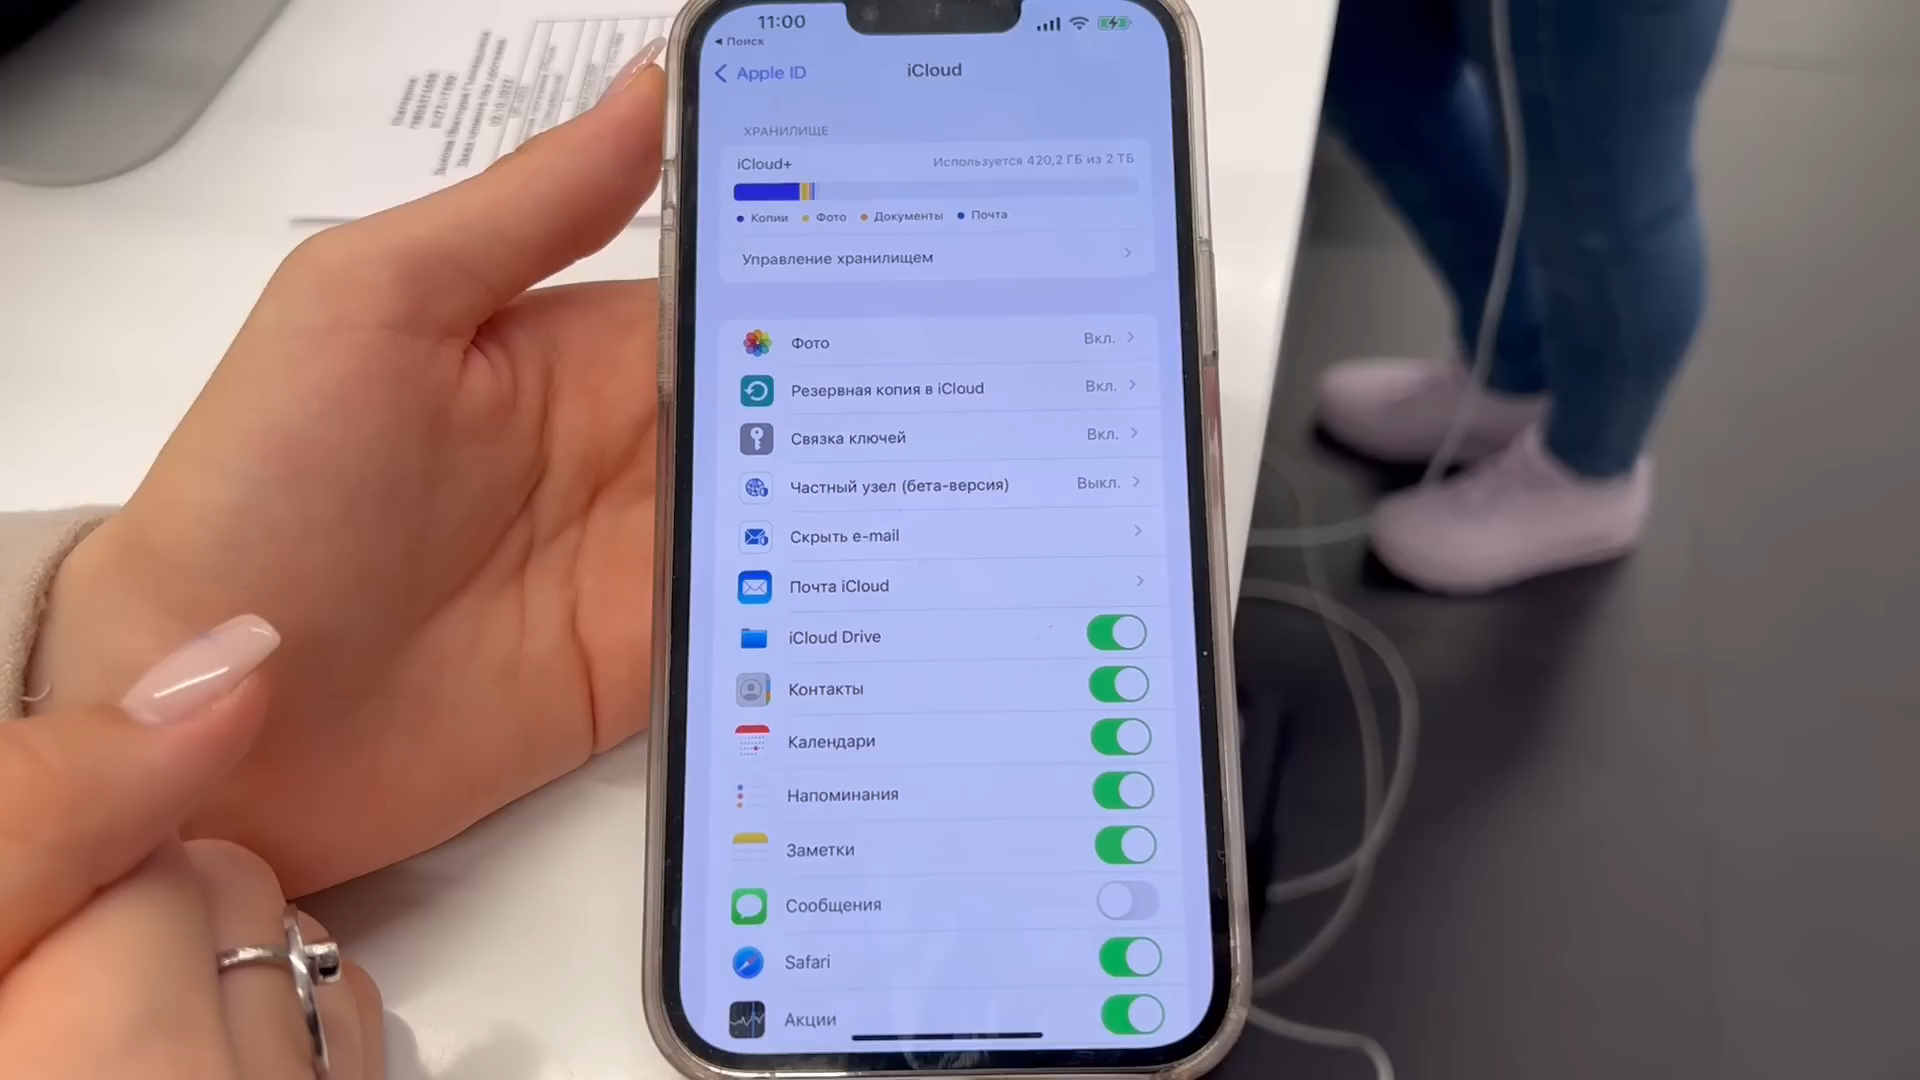 11:00
Поиск
Apple ID
iCloud
ХРАНИЛИЩЕ
iCloud+
Используется 420,2 ГБ из 2 ТБ
Копии
Фото
Документы
Почта
Управление хранилищем
Фото
Вкл.
Резервная копия в iCloud
Вкл.
Связка ключей
Вкл.
Частный узел (бета-версия)
Выкл.
Скрыть e-mail
Почта iCloud
iCloud Drive
Контакты
Календари
Напоминания
Заметки
Сообщения
Safari
Акции